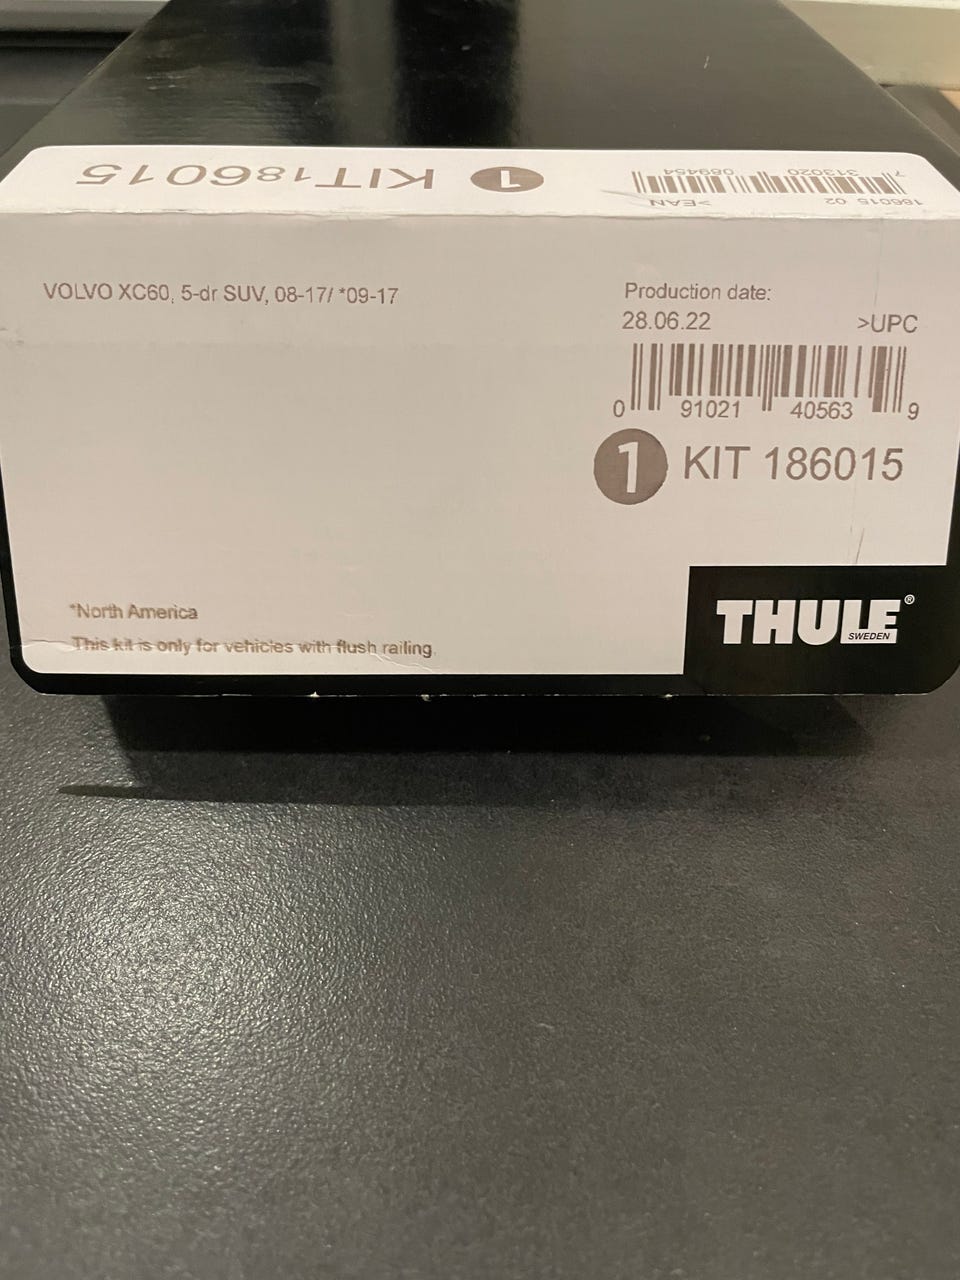 KIT 186015 1
7 313020 089454
>EAN
186015 02
VOLVO XC60, 5-dr SUV, 08-17/ *09-17
Production date:
28.06.22
>UPC
0 91021 40563 9
1 KIT 186015
*North America
This kit is only for vehicles with flush railing
THULE®
SWEDEN